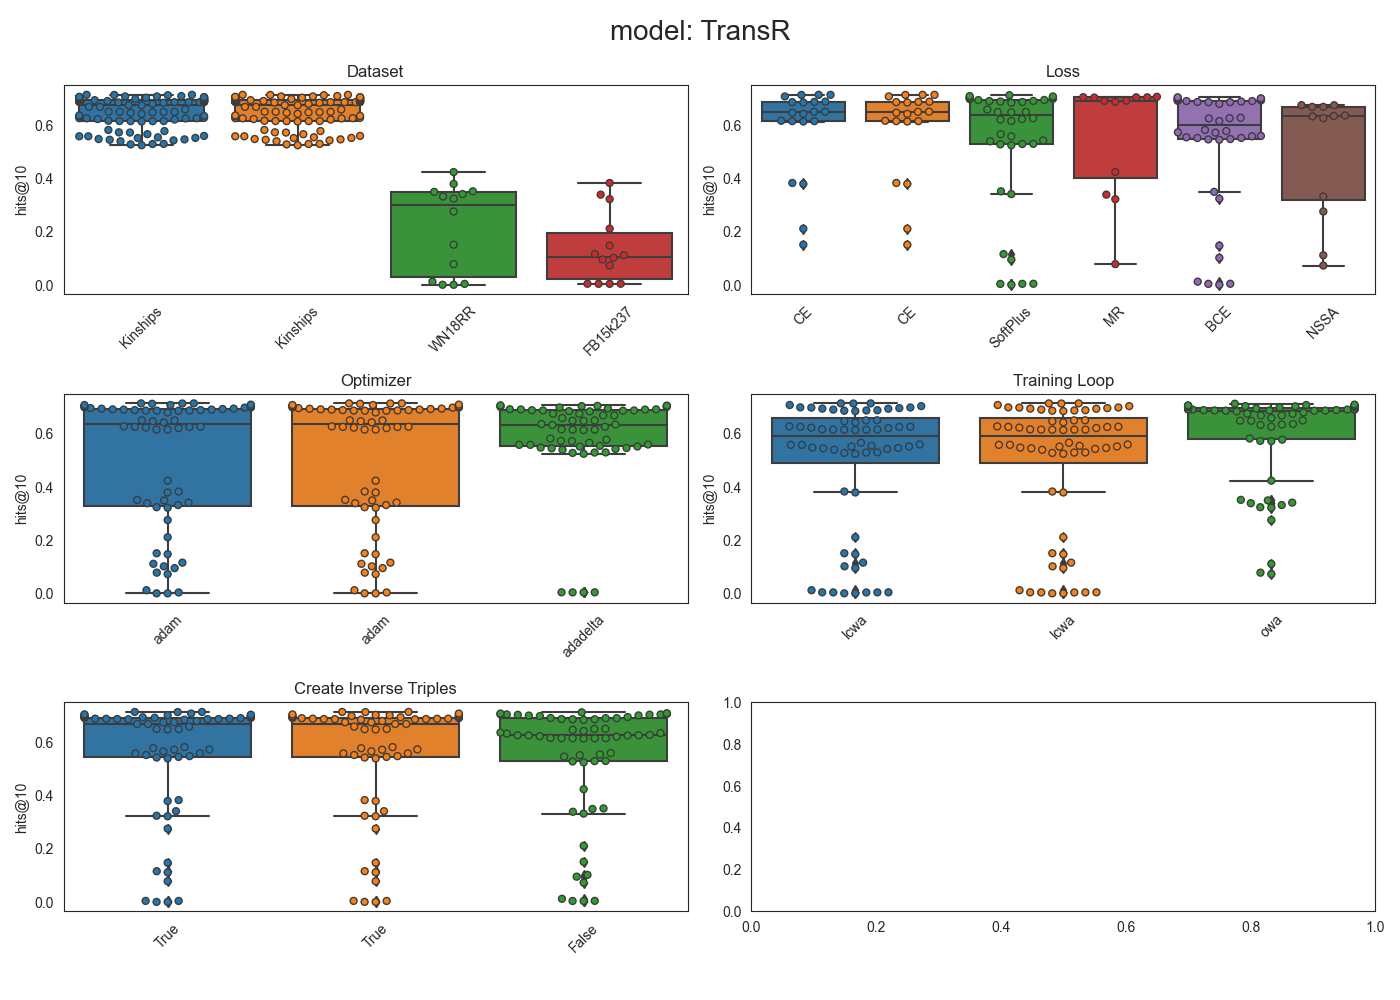 model: TransR
Dataset
Loss
hits@10
0.6
0.4
0.2
0.0
Kinships
Kinships
WN18RR
FB15k237
hits@10
0.6
0.4
0.2
0.0
CE
CE
SoftPlus
MR
BCE
NSSA
Optimizer
Training Loop
hits@10
0.6
0.4
0.2
0.0
adam
adam
adadelta
hits@10
0.6
0.4
0.2
0.0
lcwa
lcwa
owa
Create Inverse Triples
hits@10
0.6
0.4
0.2
0.0
True
True
False
1.0
0.8
0.6
0.4
0.2
0.0
0.0 0.2 0.4 0.6 0.8 1.0